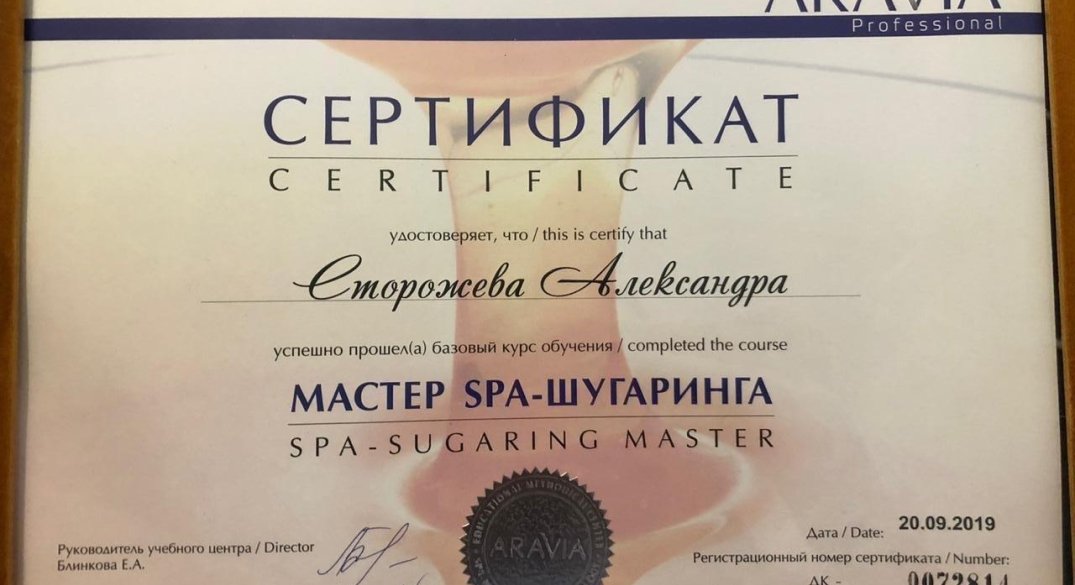 ARAVIA
Professional
СЕРТИФИКАТ
CERTIFICATE
удостоверяет, что / this is certify that
Сторожева Александра
успешно прошел(а) базовый курс обучения / completed the course
МАСТЕР SPA-ШУГАРИНГА
SPA-SUGARING MASTER
ARAVIA
Руководитель учебного центра / Director
Блинкова Е.А.
Дата / Date: 20.09.2019
Регистрационный номер сертификата / Number:
АК - 0072814